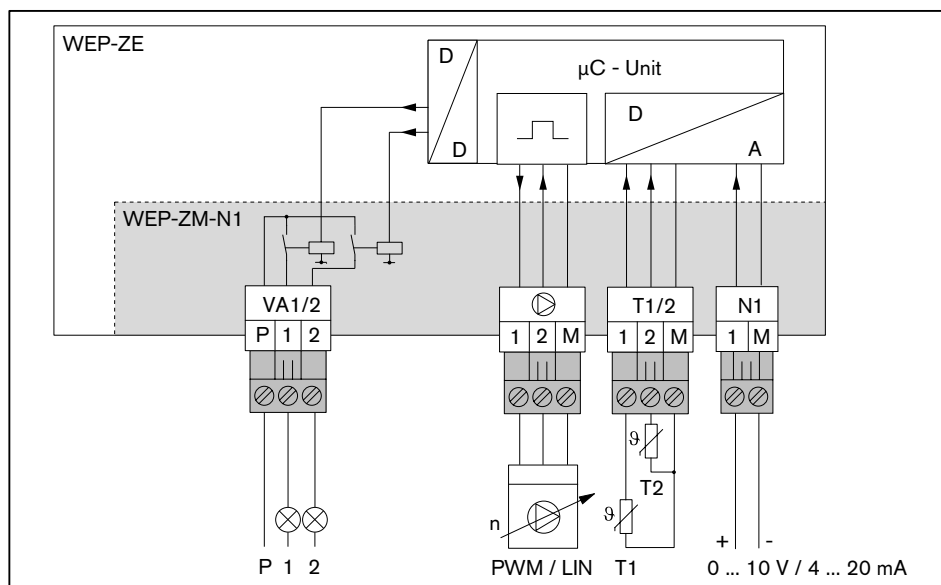 WEP-ZE
D
µC - Unit
D
D
A
WEP-ZM-N1
VA1/2
T1/2
N1
P 1 2
1 2 M
1 2 M
1 M
ϑ
T2
ϑ
n
+ -
P 1 2
PWM / LIN
T1
0 ... 10 V / 4 ... 20 mA